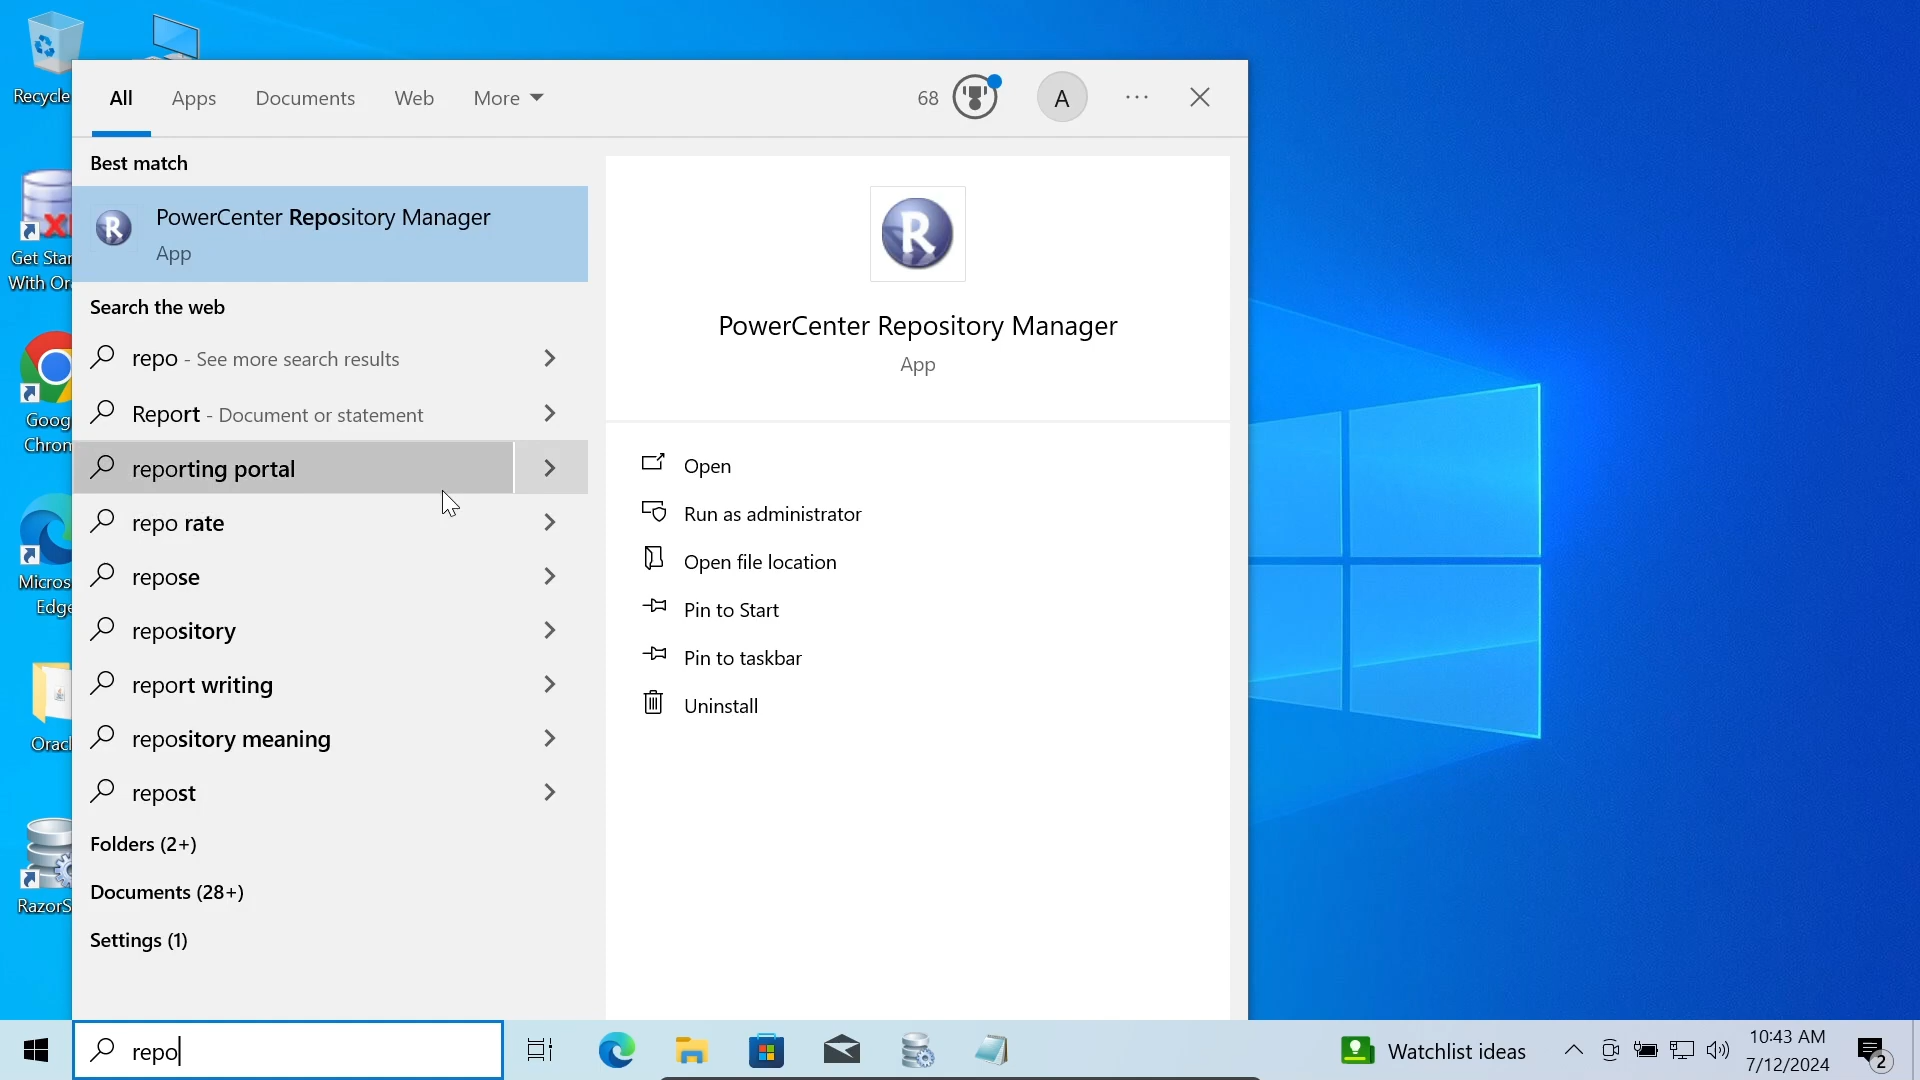 All Apps Documents Web More 68 A
Best match
PowerCenter Repository Manager
App
Search the web
repo - See more search results
Report - Document or statement
reporting portal
repo rate
repose
repository
report writing
repository meaning
repost
Folders (2+)
Documents (28+)
Settings (1)
R
PowerCenter Repository Manager
App
Open
Run as administrator
Open file location
Pin to Start
Pin to taskbar
Uninstall
Recycle
Get Star
With Or
Goog
Chrom
Micros
Edge
Oracl
RazorS
repo
Watchlist ideas
10:43 AM
7/12/2024
2